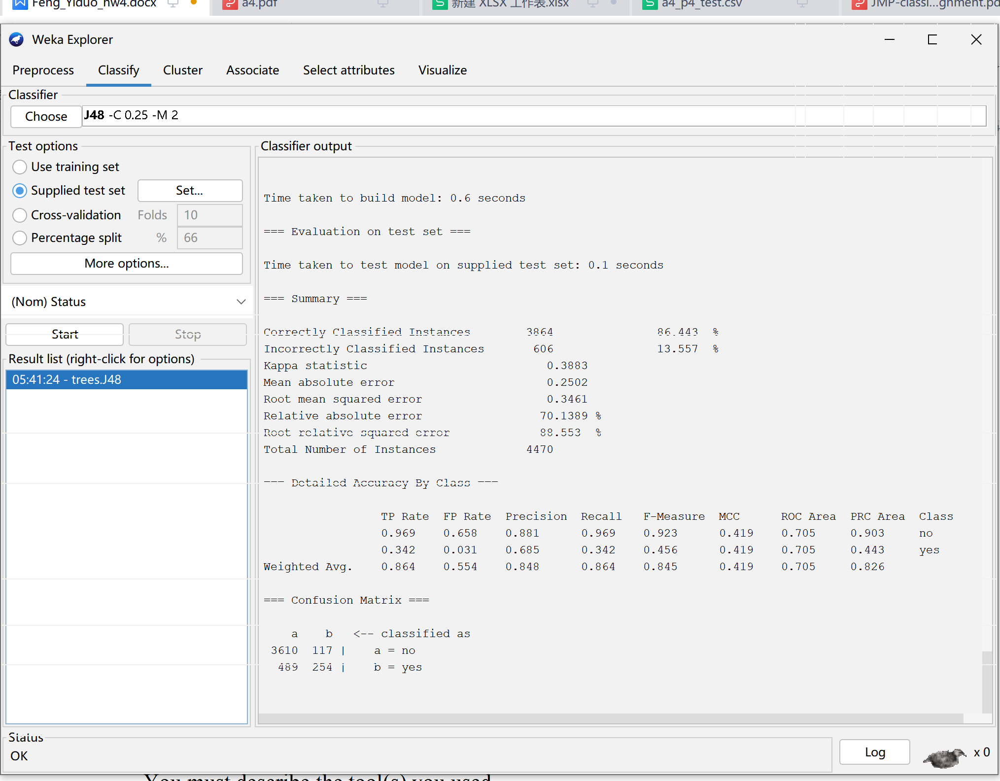 Feng_Yiduo_hw4.docx a4.pdf 新建 XLSX 工作表.xlsx a4_p4_test.csv JMP-classi...ghment.pd
Weka Explorer
Preprocess Classify Cluster Associate Select attributes Visualize
Classifier
Choose J48 -C 0.25 -M 2
Test options
Use training set
Supplied test set Set...
Cross-validation Folds 10
Percentage split % 66
More options...
(Nom) Status
Start Stop
Result list (right-click for options)
05:41:24 - trees.J48
Classifier output
Time taken to build model: 0.6 seconds
=== Evaluation on test set ===
Time taken to test model on supplied test set: 0.1 seconds
=== Summary ===
Correctly Classified Instances 3864 86.443 %
Incorrectly Classified Instances 606 13.557 %
Kappa statistic 0.3883
Mean absolute error 0.2502
Root mean squared error 0.3461
Relative absolute error 70.1389 %
Root relative squared error 88.553 %
Total Number of Instances 4470
=== Detailed Accuracy By Class ===
TP Rate FP Rate Precision Recall F-Measure MCC ROC Area PRC Area Class
0.969 0.658 0.881 0.969 0.923 0.419 0.705 0.903 no
0.342 0.031 0.685 0.342 0.456 0.419 0.705 0.443 yes
Weighted Avg. 0.864 0.554 0.848 0.864 0.845 0.419 0.705 0.826
=== Confusion Matrix ===
a b <-- classified as
3610 117 | a = no
489 254 | b = yes
Status
OK
Log x 0
You must describe the tool(s) you used